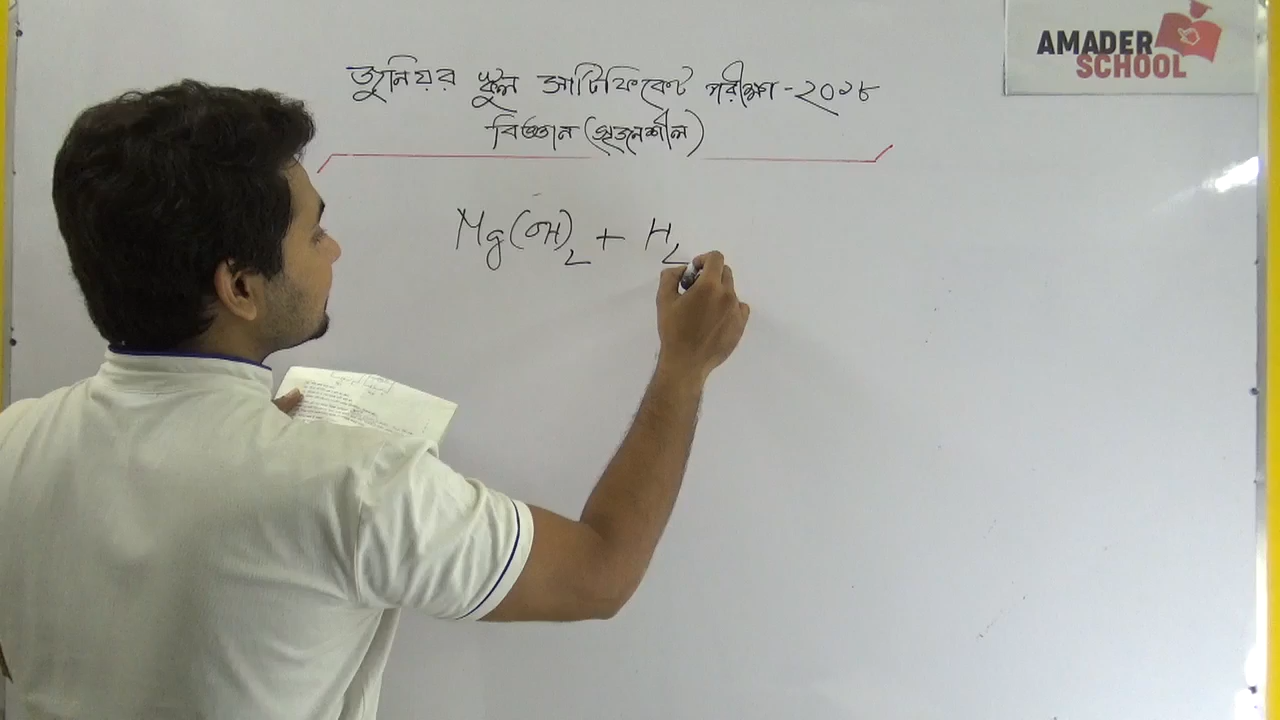 AMADER
SCHOOL
জুনিয়র স্কুল সার্টিফিকেট পরীক্ষা-২০১৮
বিজ্ঞান (সৃজনশীল)
Mg(OH)₂ + H₂